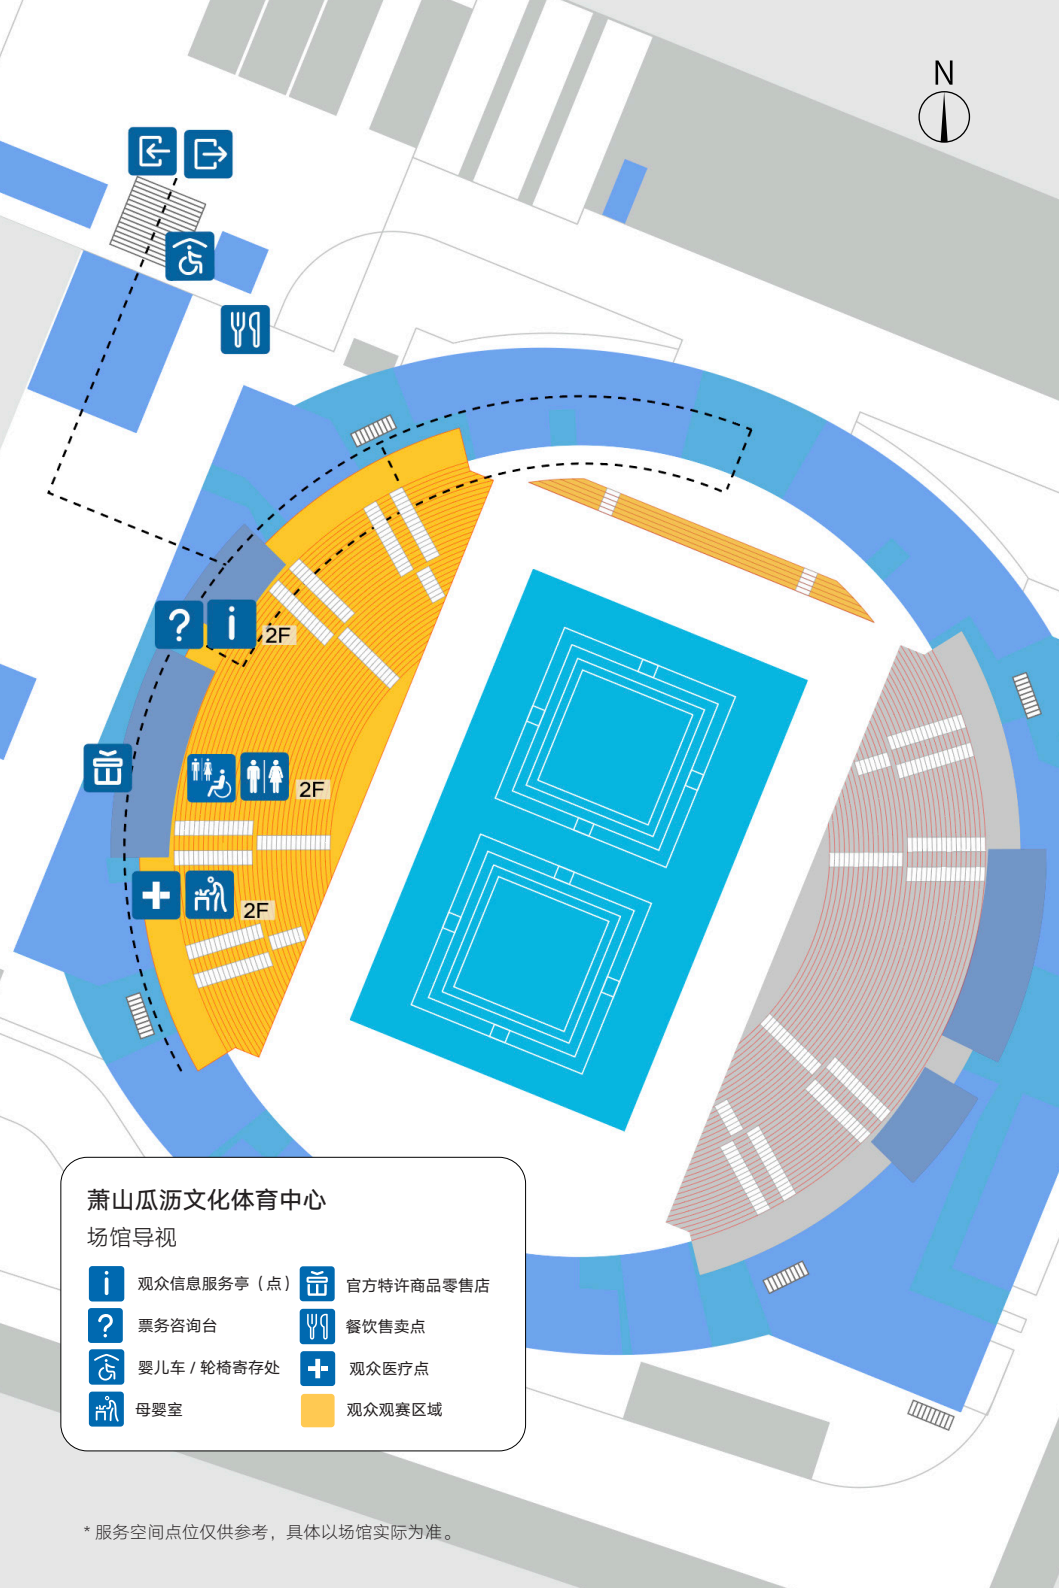 N
2F
2F
2F
萧山瓜沥文化体育中心
场馆导视
观众信息服务亭（点）
官方特许商品零售店
票务咨询台
餐饮售卖点
婴儿车 / 轮椅寄存处
观众医疗点
母婴室
观众观赛区域
* 服务空间点位仅供参考，具体以场馆实际为准。